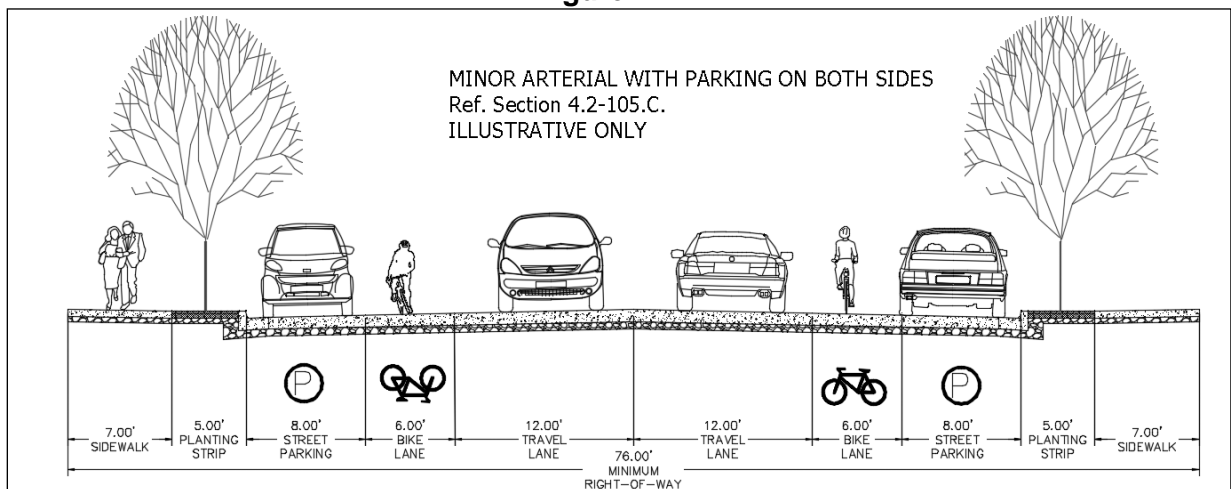 MINOR ARTERIAL WITH PARKING ON BOTH SIDES
Ref. Section 4.2-105.C.
ILLUSTRATIVE ONLY
P
P
7.00'
SIDEWALK
5.00'
PLANTING
STRIP
8.00'
STREET
PARKING
6.00'
BIKE
LANE
12.00'
TRAVEL
LANE
12.00'
TRAVEL
LANE
6.00'
BIKE
LANE
8.00'
STREET
PARKING
5.00'
PLANTING
STRIP
7.00'
SIDEWALK
76.00'
MINIMUM
RIGHT-OF-WAY